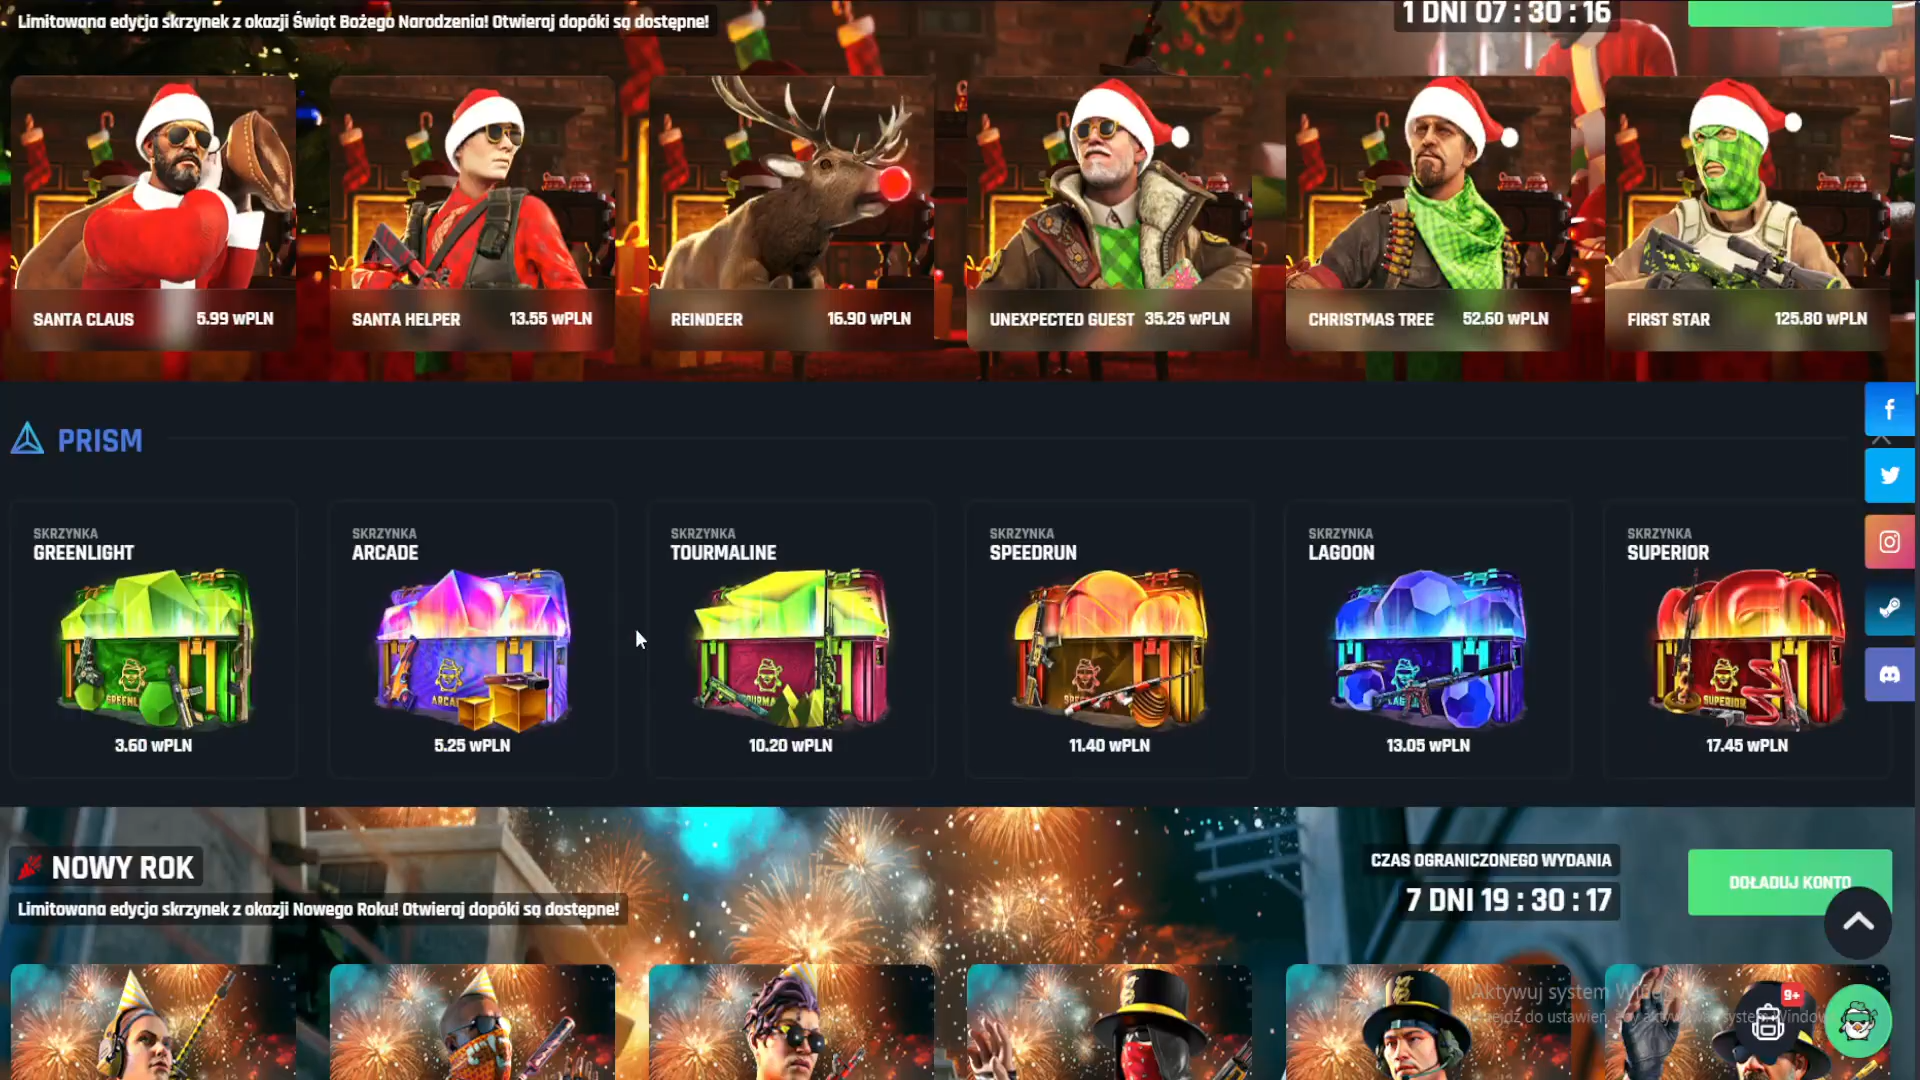 Limitowana edycja skrzynek z okazji Świąt Bożego Narodzenia! Otwieraj dopóki są dostępne!
1 DNI 07 : 30 : 16
SANTA CLAUS 5.99 wPLN
SANTA HELPER 13.55 wPLN
REINDEER 16.90 wPLN
UNEXPECTED GUEST 35.25 wPLN
CHRISTMAS TREE 52.60 wPLN
FIRST STAR 125.80 wPLN
PRISM
SKRZYNKA
GREENLIGHT
3.60 wPLN
SKRZYNKA
ARCADE
5.25 wPLN
SKRZYNKA
TOURMALINE
10.20 wPLN
SKRZYNKA
SPEEDRUN
11.40 wPLN
SKRZYNKA
LAGOON
13.05 wPLN
SKRZYNKA
SUPERIOR
SUPERIOR
17.45 wPLN
NOWY ROK
Limitowana edycja skrzynek z okazji Nowego Roku! Otwieraj dopóki są dostępne!
CZAS OGRANICZONEGO WYDANIA
7 DNI 19 : 30 : 17
DOŁADUJ KONTO
Aktywuj system
9+